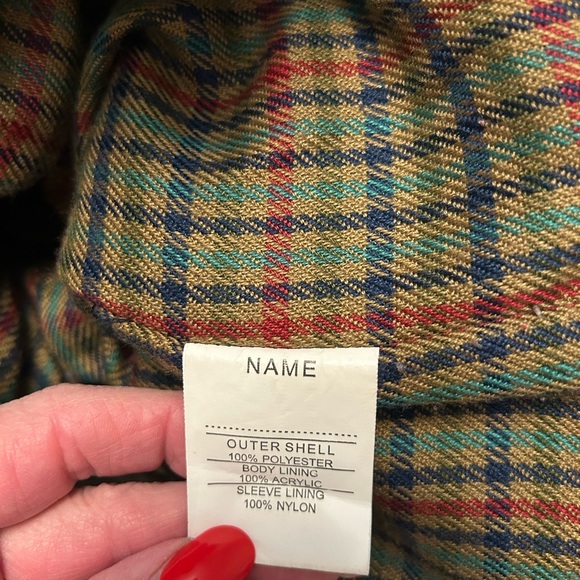 NAME
OUTER SHELL
100% POLYESTER
BODY LINING
100% ACRYLIC
SLEEVE LINING
100% NYLON